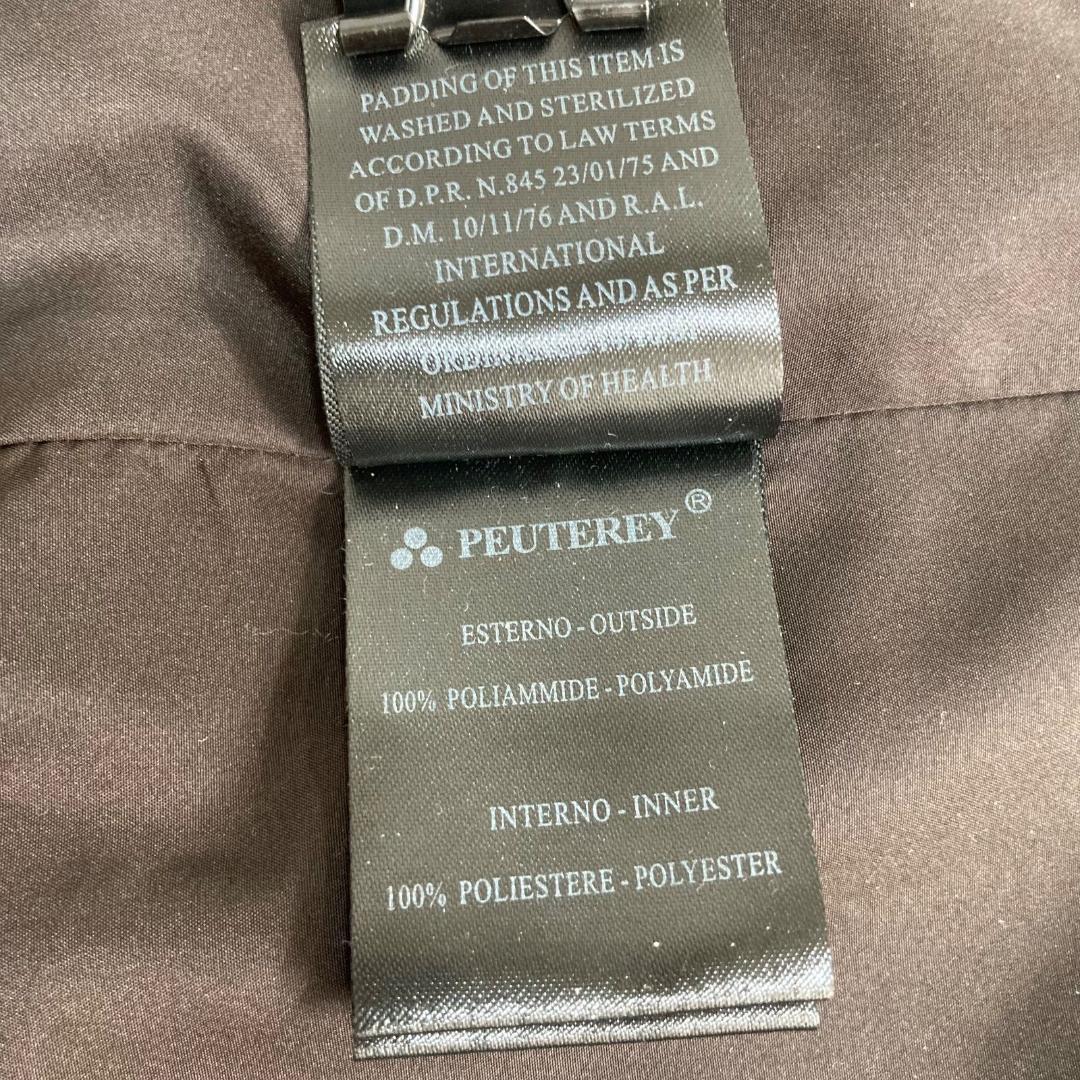 PADDING OF THIS ITEM IS
WASHED AND STERILIZED
ACCORDING TO LAW TERMS
OF D.P.R. N.845 23/01/75 AND
D.M. 10/11/76 AND R.A.L.
INTERNATIONAL
REGULATIONS AND AS PER
MINISTRY OF HEALTH
PEUTEREY®
ESTERNO - OUTSIDE
100% POLIAMMIDE - POLYAMIDE
INTERNO - INNER
100% POLIESTERE - POLYESTER